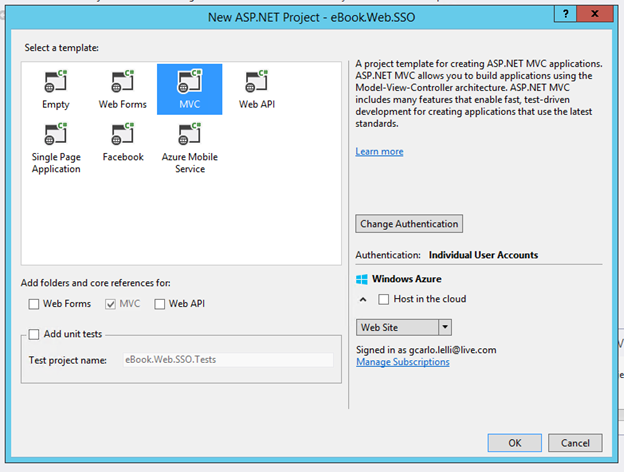 New ASP.NET Project - eBook.Web.SSO
?
x
Select a template:
Empty
Web Forms
MVC
Web API
Single Page
Application
Facebook
Azure Mobile
Service
A project template for creating ASP.NET MVC applications.
ASP.NET MVC allows you to build applications using the
Model-View-Controller architecture. ASP.NET MVC
includes many features that enable fast, test-driven
development for creating applications that use the latest
standards.
Learn more
Change Authentication
Authentication: Individual User Accounts
Add folders and core references for:
Web Forms
MVC
Web API
Add unit tests
Test project name: eBook.Web.SSO.Tests
Windows Azure
Host in the cloud
Web Site
Signed in as gcarlo.lelli@live.com
Manage Subscriptions
OK
Cancel